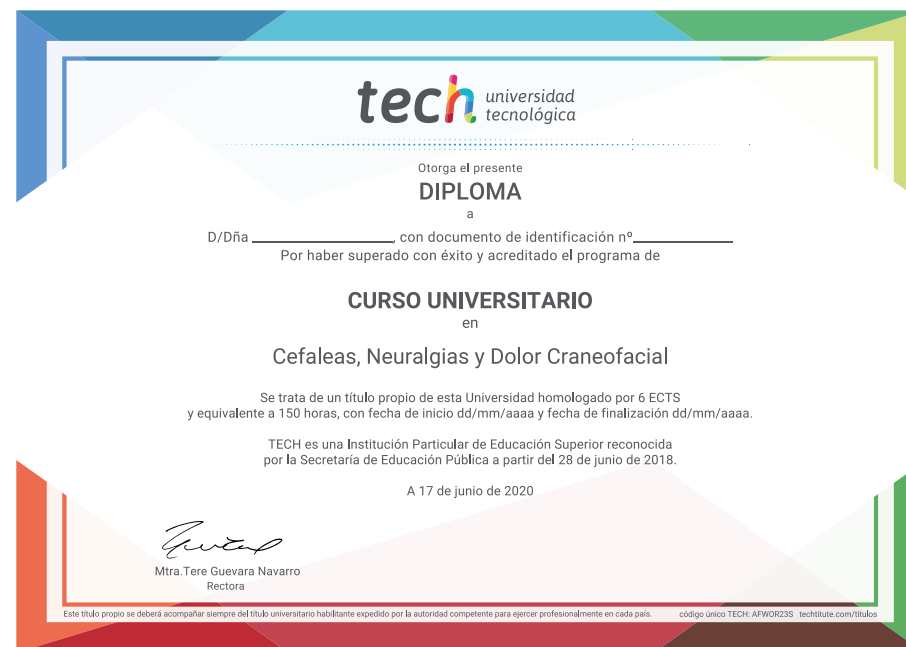 tech universidad
tecnológica
Otorga el presente
DIPLOMA
a
D/Dña ____________________, con documento de identificación nº______________
Por haber superado con éxito y acreditado el programa de
CURSO UNIVERSITARIO
en
Cefaleas, Neuralgias y Dolor Craneofacial
Se trata de un título propio de esta Universidad homologado por 6 ECTS
y equivalente a 150 horas, con fecha de inicio dd/mm/aaaa y fecha de finalización dd/mm/aaaa.
TECH es una Institución Particular de Educación Superior reconocida
por la Secretaría de Educación Pública a partir del 28 de junio de 2018.
A 17 de junio de 2020
Mtra.Tere Guevara Navarro
Rectora
Este título propio se deberá acompañar siempre del título universitario habilitante expedido por la autoridad competente para ejercer profesionalmente en cada país. código único TECH: AFWOR23S techtitute.com/títulos